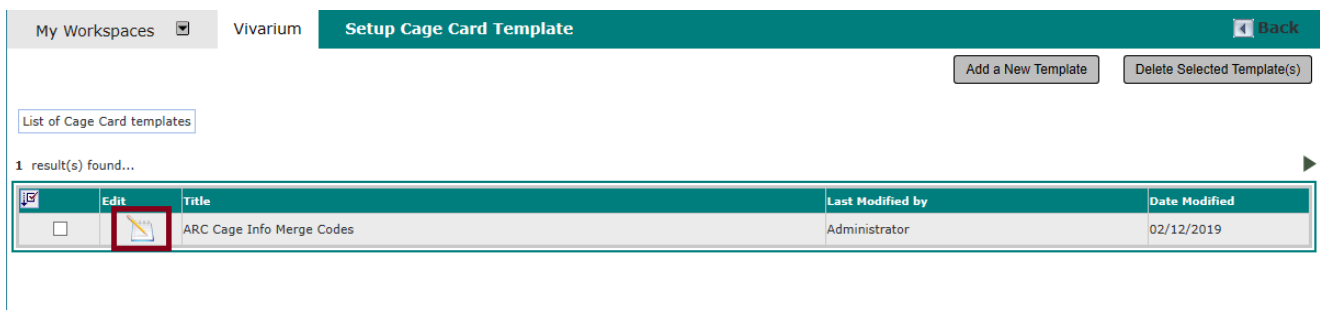 My Workspaces Vivarium Setup Cage Card Template Back
Add a New Template Delete Selected Template(s)
List of Cage Card templates
1 result(s) found...
Edit Title Last Modified by Date Modified
ARC Cage Info Merge Codes Administrator 02/12/2019